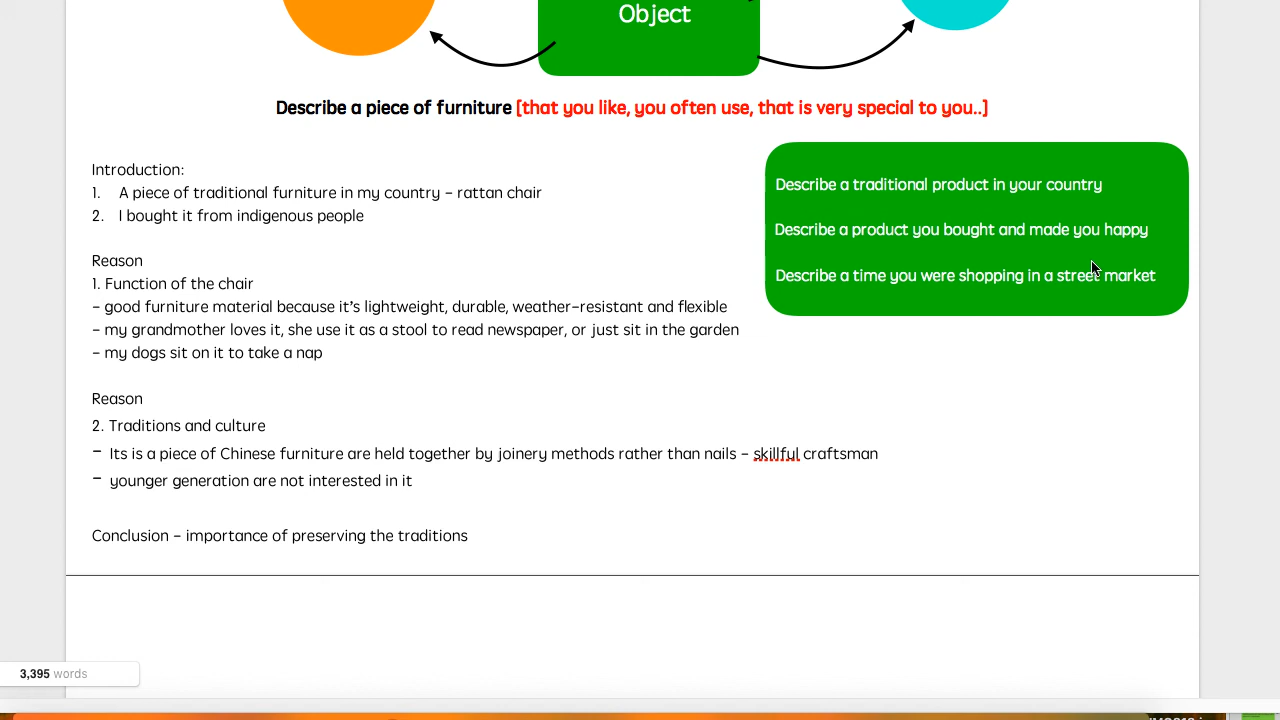 Object
Describe a piece of furniture [that you like, you often use, that is very special to you..]
Introduction:
1. A piece of traditional furniture in my country – rattan chair
2. I bought it from indigenous people
Reason
1. Function of the chair
- good furniture material because it's lightweight, durable, weather-resistant and flexible
- my grandmother loves it, she use it as a stool to read newspaper, or just sit in the garden
- my dogs sit on it to take a nap
Reason
2. Traditions and culture
- Its is a piece of Chinese furniture are held together by joinery methods rather than nails – skillful craftsman
- younger generation are not interested in it
Conclusion – importance of preserving the traditions
Describe a traditional product in your country
Describe a product you bought and made you happy
Describe a time you were shopping in a street market
3,395 words